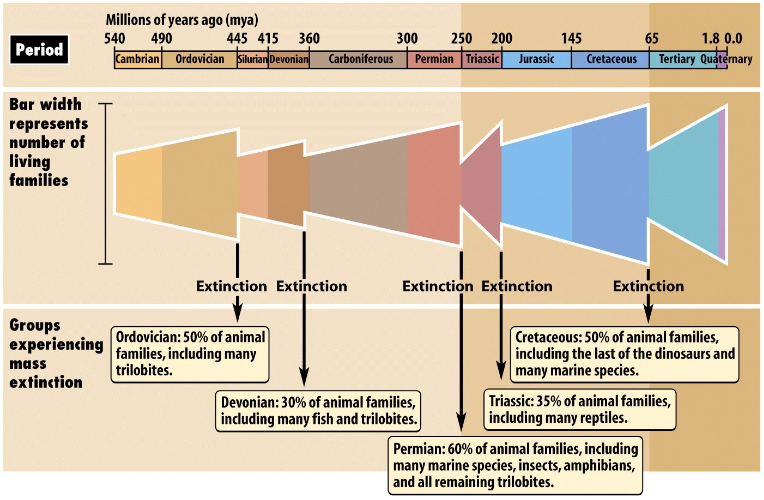 Millions of years ago (mya)
540 490 445 415 360 300 250 200 145 65 1.8 0.0
Period
Cambrian Ordovician Silurian Devonian Carboniferous Permian Triassic Jurassic Cretaceous Tertiary Quaternary
Bar width
represents
number of
living
families
Extinction Extinction Extinction Extinction Extinction
Groups
experiencing
mass
extinction
Ordovician: 50% of animal
families, including many
trilobites.
Cretaceous: 50% of animal families,
including the last of the dinosaurs and
many marine species.
Devonian: 30% of animal families,
including many fish and trilobites.
Triassic: 35% of animal families,
including many reptiles.
Permian: 60% of animal families, including
many marine species, insects, amphibians,
and all remaining trilobites.